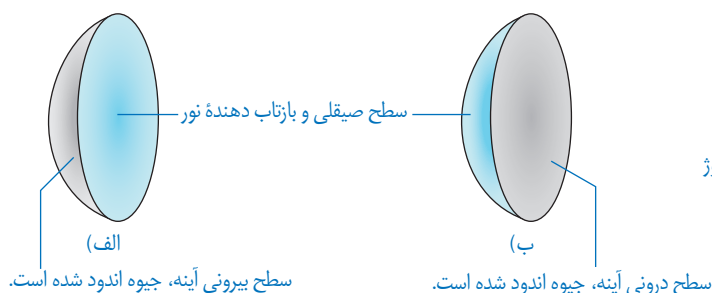 سطح صیقلی و بازتاب دهندهٔ نور
ب)
الف)
سطح درونی آینه، جیوه اندود شده است.
سطح بیرونی آینه، جیوه اندود شده است.